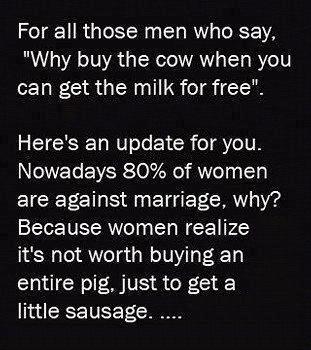 For all those men who say,
"Why buy the cow when you
can get the milk for free".
Here's an update for you.
Nowadays 80% of women
are against marriage, why?
Because women realize
it's not worth buying an
entire pig, just to get a
little sausage. ....